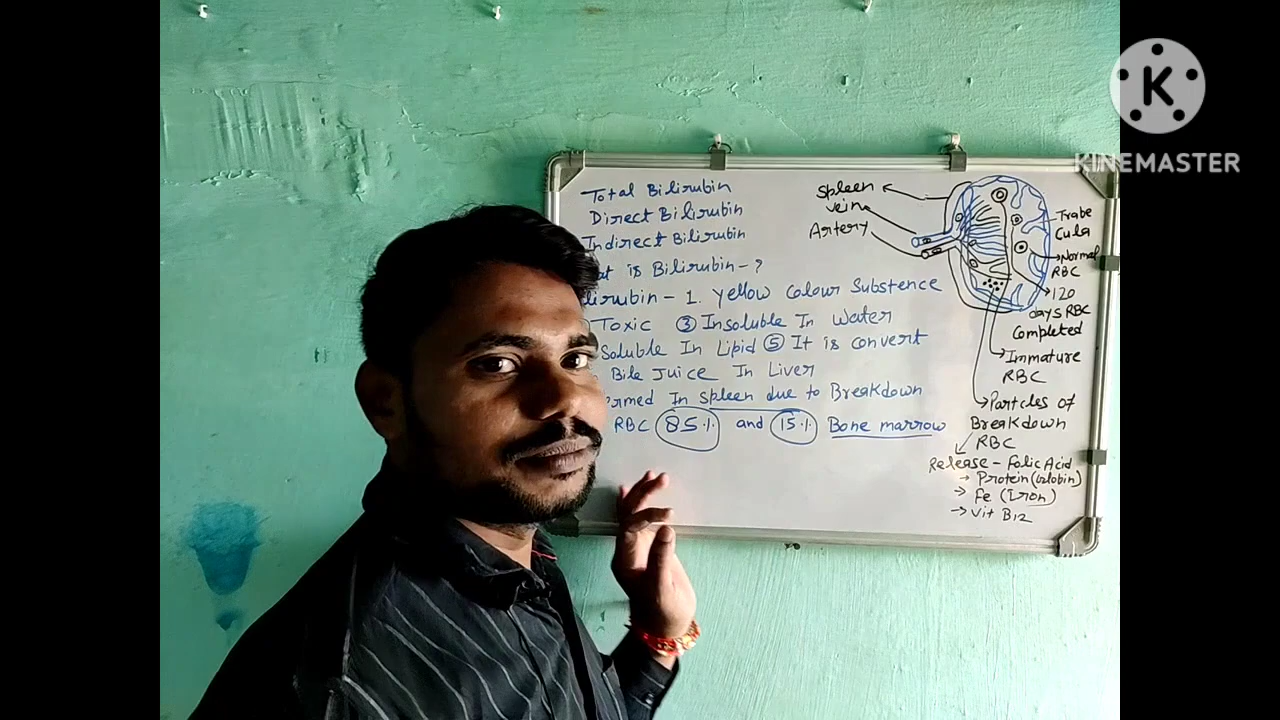 Total Bilirubin
Direct Bilirubin
Indirect Bilirubin
is Bilirubin - ?
- 1. Yellow Colour Substence
Toxic ③ Insoluble In Water
Soluble In Lipid ⑤ It is convert
Bile Juice In Liver
In Spleen due to Breakdown
RBC 85% and 15% Bone marrow
Spleen
Vein
Artery
Trabe
Cula
Normal
RBC
120
days RBC
Completed
Immature
RBC
Particles of
Breakdown
RBC
Release - Folic Acid
→ Protein (Globin)
→ Fe (Iron)
→ Vit B12
K
KINEMASTER